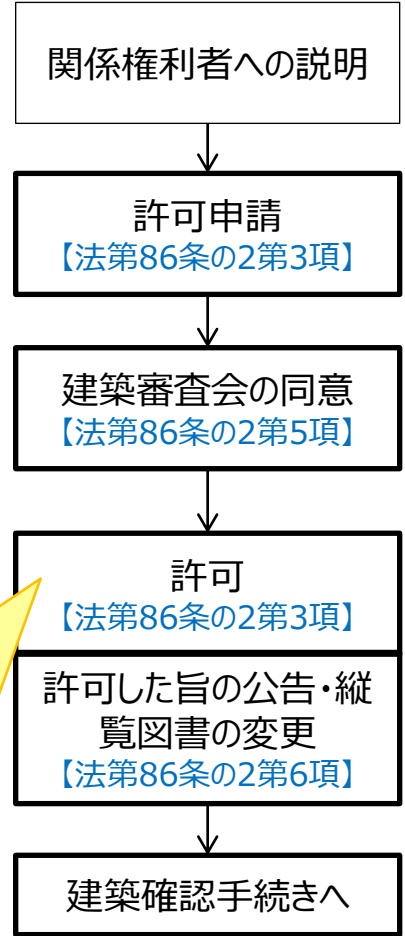 関係権利者への説明
許可申請
【法第86条の2第3項】
建築審査会の同意
【法第86条の2第5項】
許可
【法第86条の2第3項】
許可した旨の公告・縦
覧図書の変更
【法第86条の2第6項】
建築確認手続きへ